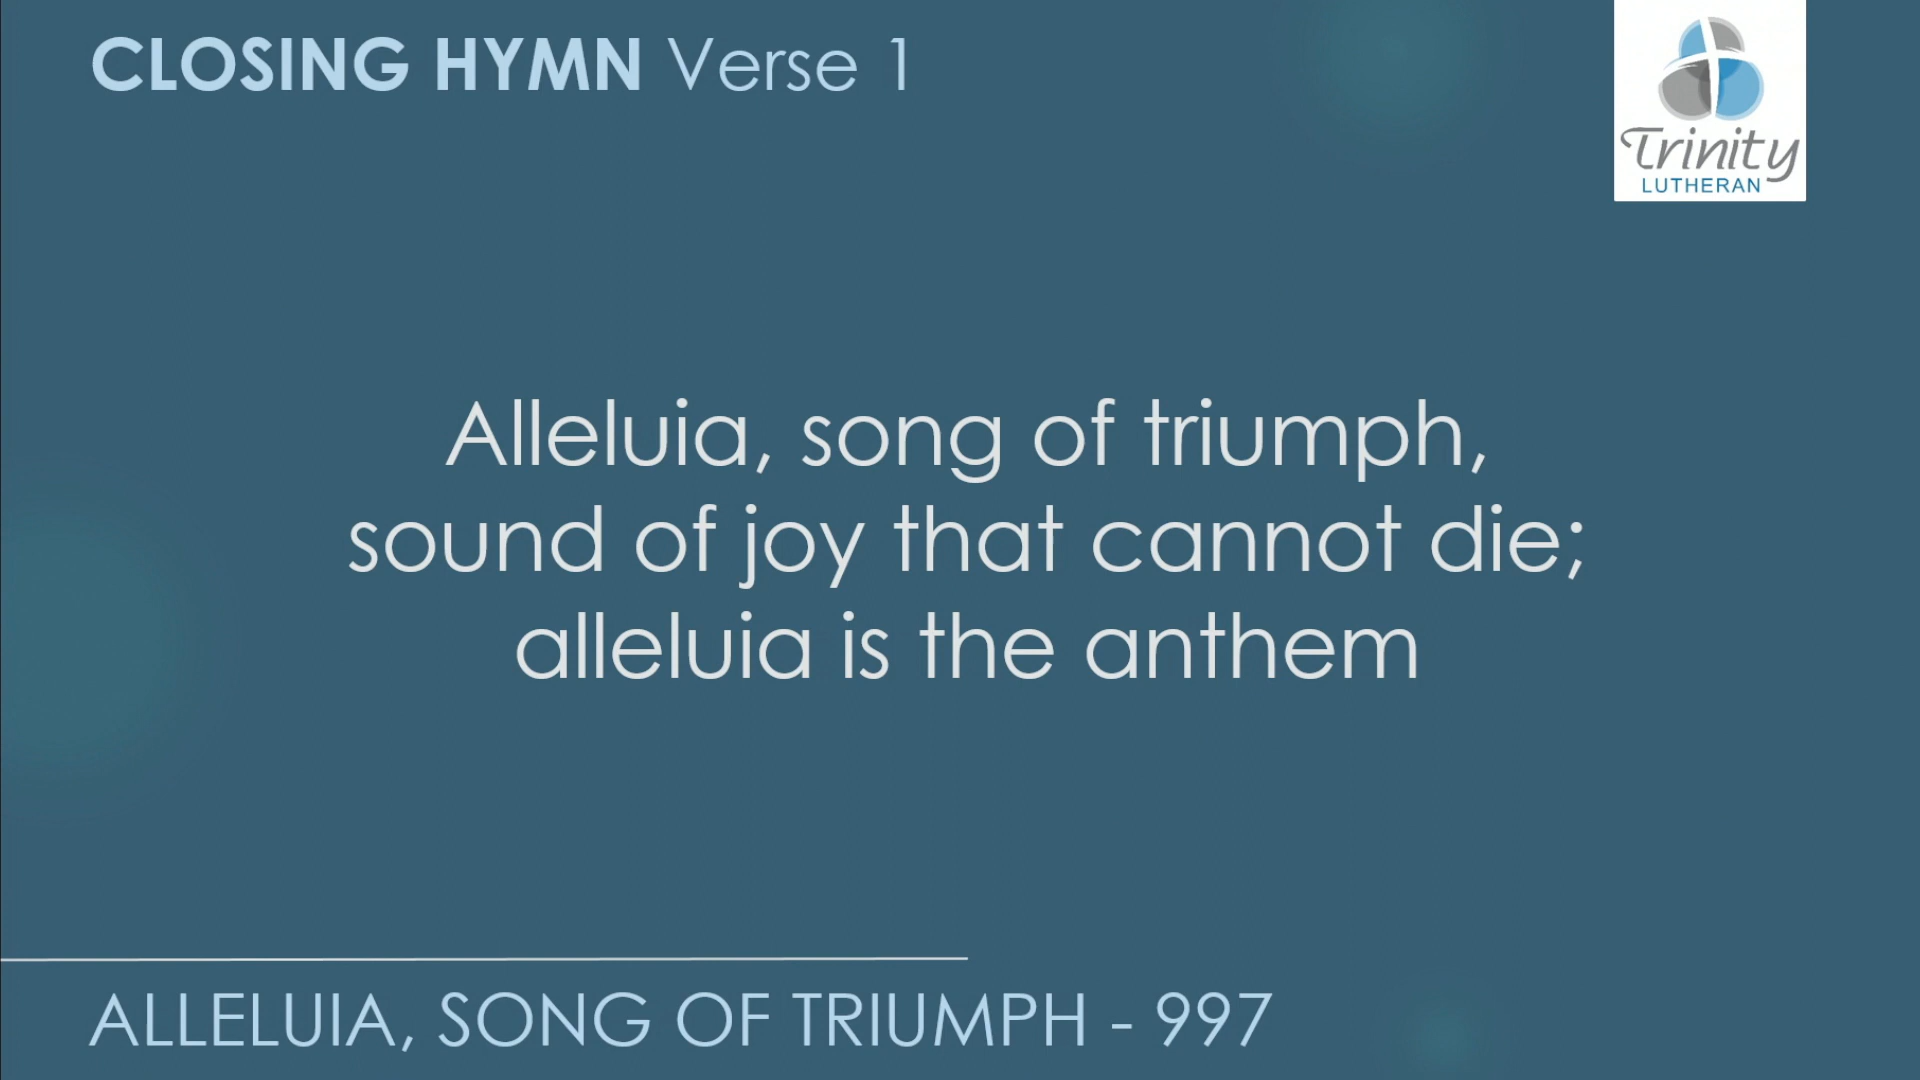 CLOSING HYMN Verse 1
Trinity
LUTHERAN
Alleluia, song of triumph,
sound of joy that cannot die;
alleluia is the anthem
ALLELUIA, SONG OF TRIUMPH - 997